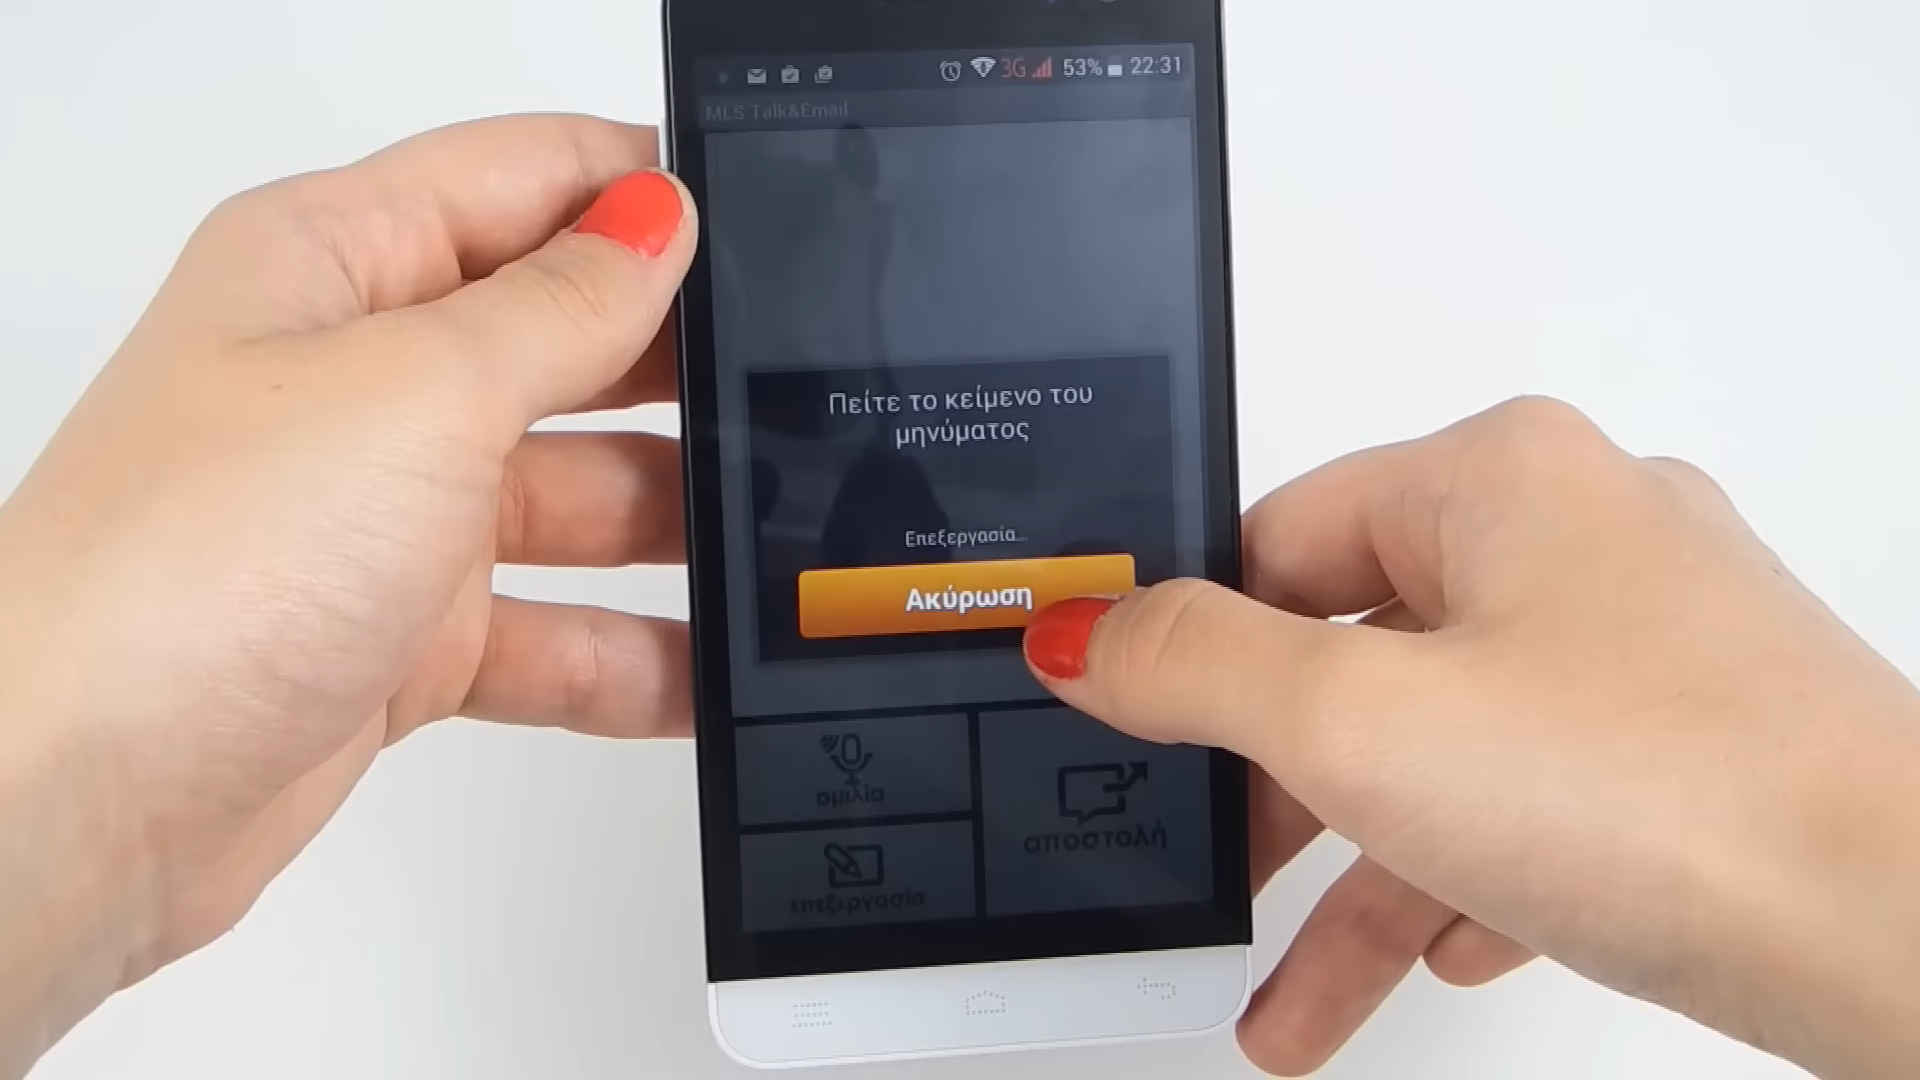 3G 53% 22:31
MLS Talk&Email
Πείτε το κείμενο του
μηνύματος
Επεξεργασία...
Ακύρωση
ομιλία
αποστολή
επεξεργασία